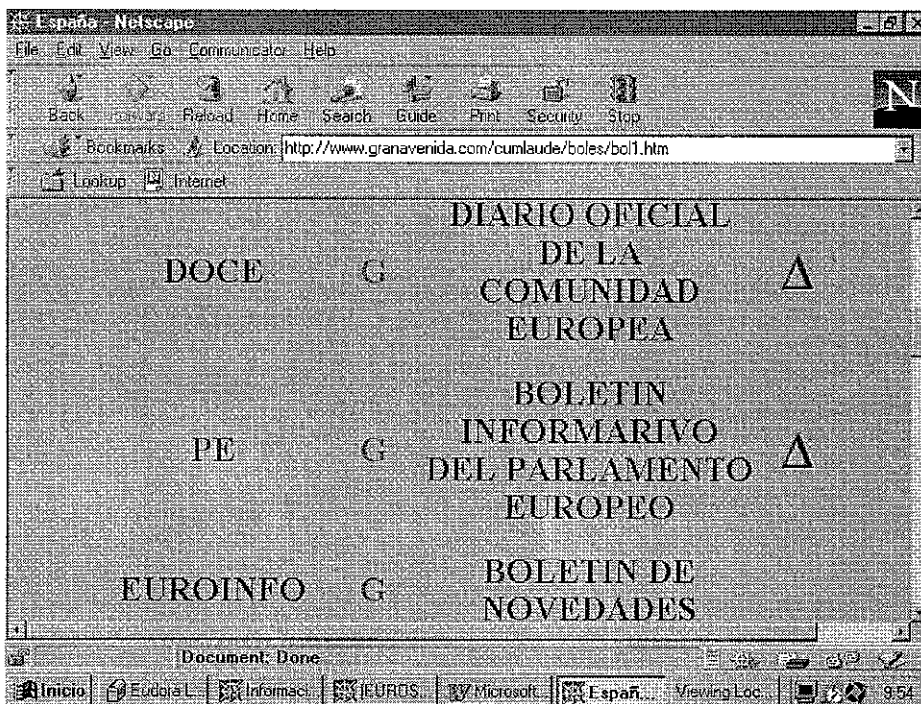 España - Netscape
File Edit View Go Communicator Help
Back Forward Reload Home Search Guide Print Security Stop
N
Bookmarks Location: http://www.granavenida.com/cumlaude/boles/bol1.htm
Lookup Internet
DOCE G DIARIO OFICIAL Δ
DE LA
COMUNIDAD
EUROPEA
PE G BOLETIN Δ
INFORMARIVO
DEL PARLAMENTO
EUROPEO
EUROINFO G BOLETIN DE
NOVEDADES
Document: Done
Inicio Eudora L... Informaci... (EUROS... Microsoft... Españ... Viewing Loc... 9:54